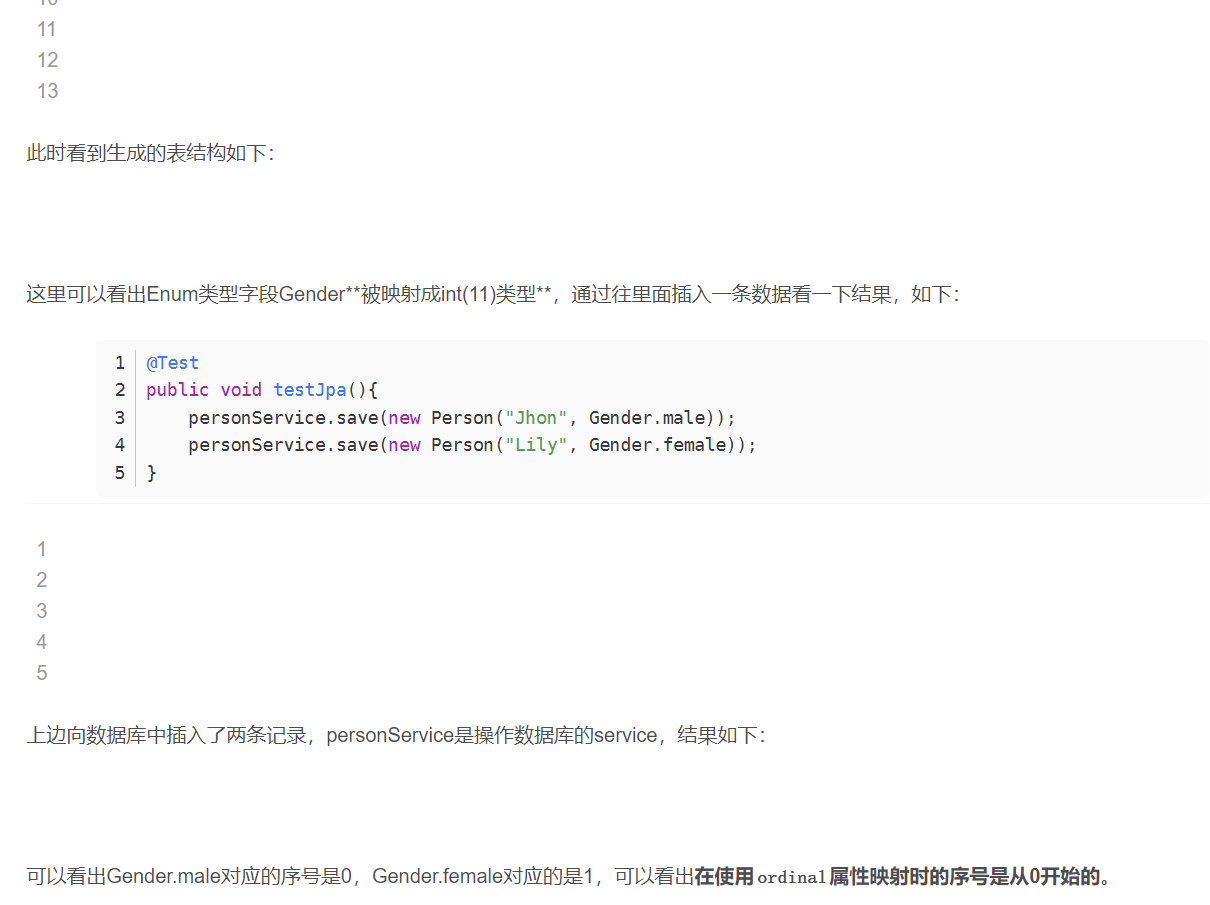 11
12
13
此时看到生成的表结构如下：
这里可以看出Enum类型字段Gender**被映射成int(11)类型**，通过往里面插入一条数据看一下结果，如下：
1 @Test
2 public void testJpa(){
3     personService.save(new Person("Jhon", Gender.male));
4     personService.save(new Person("Lily", Gender.female));
5 }
1
2
3
4
5
上边向数据库中插入了两条记录，personService是操作数据库的service，结果如下：
可以看出Gender.male对应的序号是0，Gender.female对应的是1，可以看出在使用ordinal属性映射时的序号是从0开始的。